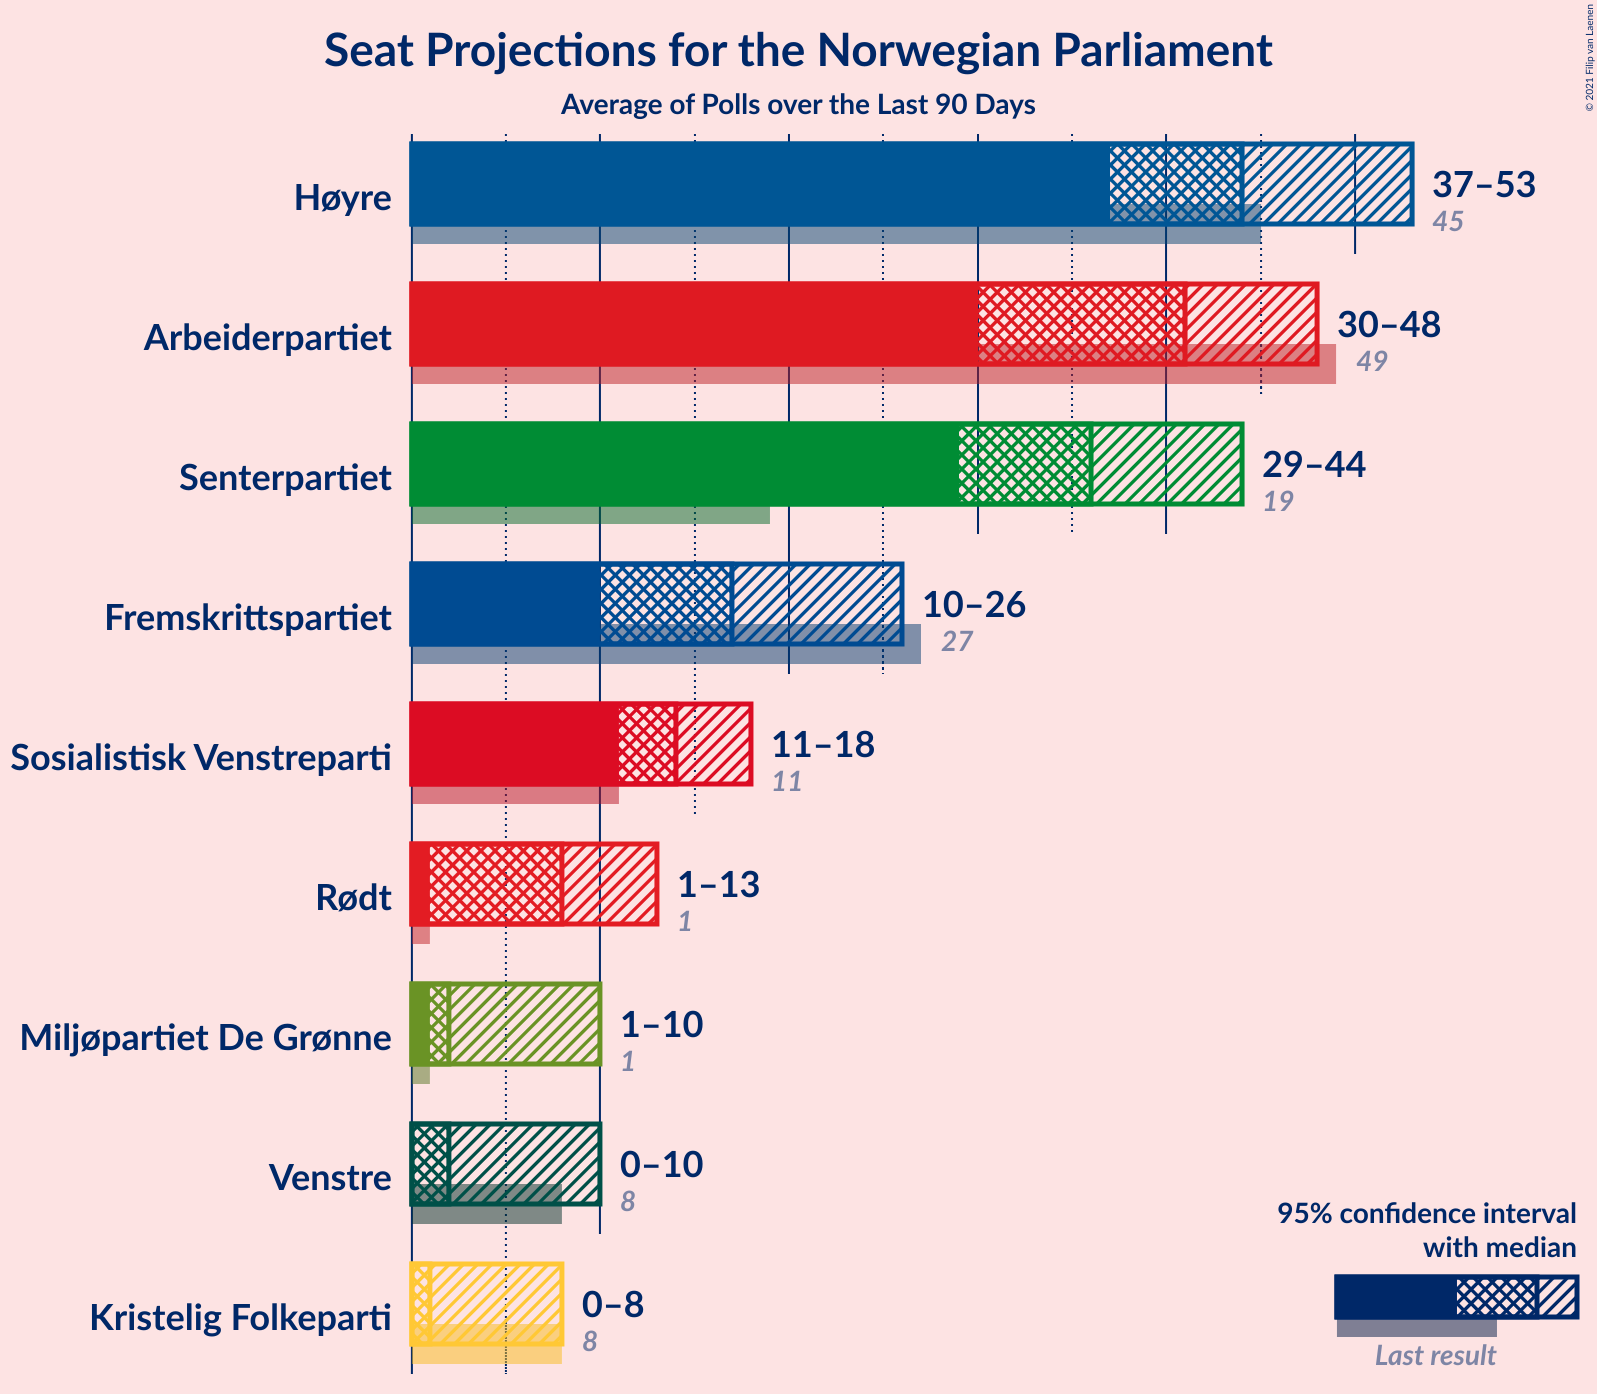 © 2021 Filip van Laenen
Seat Projections for the Norwegian Parliament
Average of Polls over the Last 90 Days
Høyre
37–53
45
Arbeiderpartiet
30–48
49
Senterpartiet
29–44
19
Fremskrittspartiet
10–26
27
Sosialistisk Venstreparti
11–18
11
Rødt
1–13
1
Miljøpartiet De Grønne
1–10
1
Venstre
0–10
8
Kristelig Folkeparti
0–8
8
95% confidence interval
with median
Last result